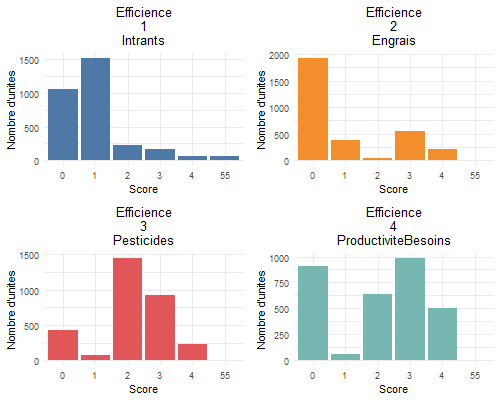 Efficience
1
Intrants
Nombre d'unites
1500
1000
500
0
0 1 2 3 4 55
Score
Efficience
2
Engrais
Nombre d'unites
2000
1500
1000
500
0
0 1 2 3 4 55
Score
Efficience
3
Pesticides
Nombre d'unites
1500
1000
500
0
0 1 2 3 4 55
Score
Efficience
4
ProductiviteBesoins
Nombre d'unites
1000
750
500
250
0
0 1 2 3 4 55
Score